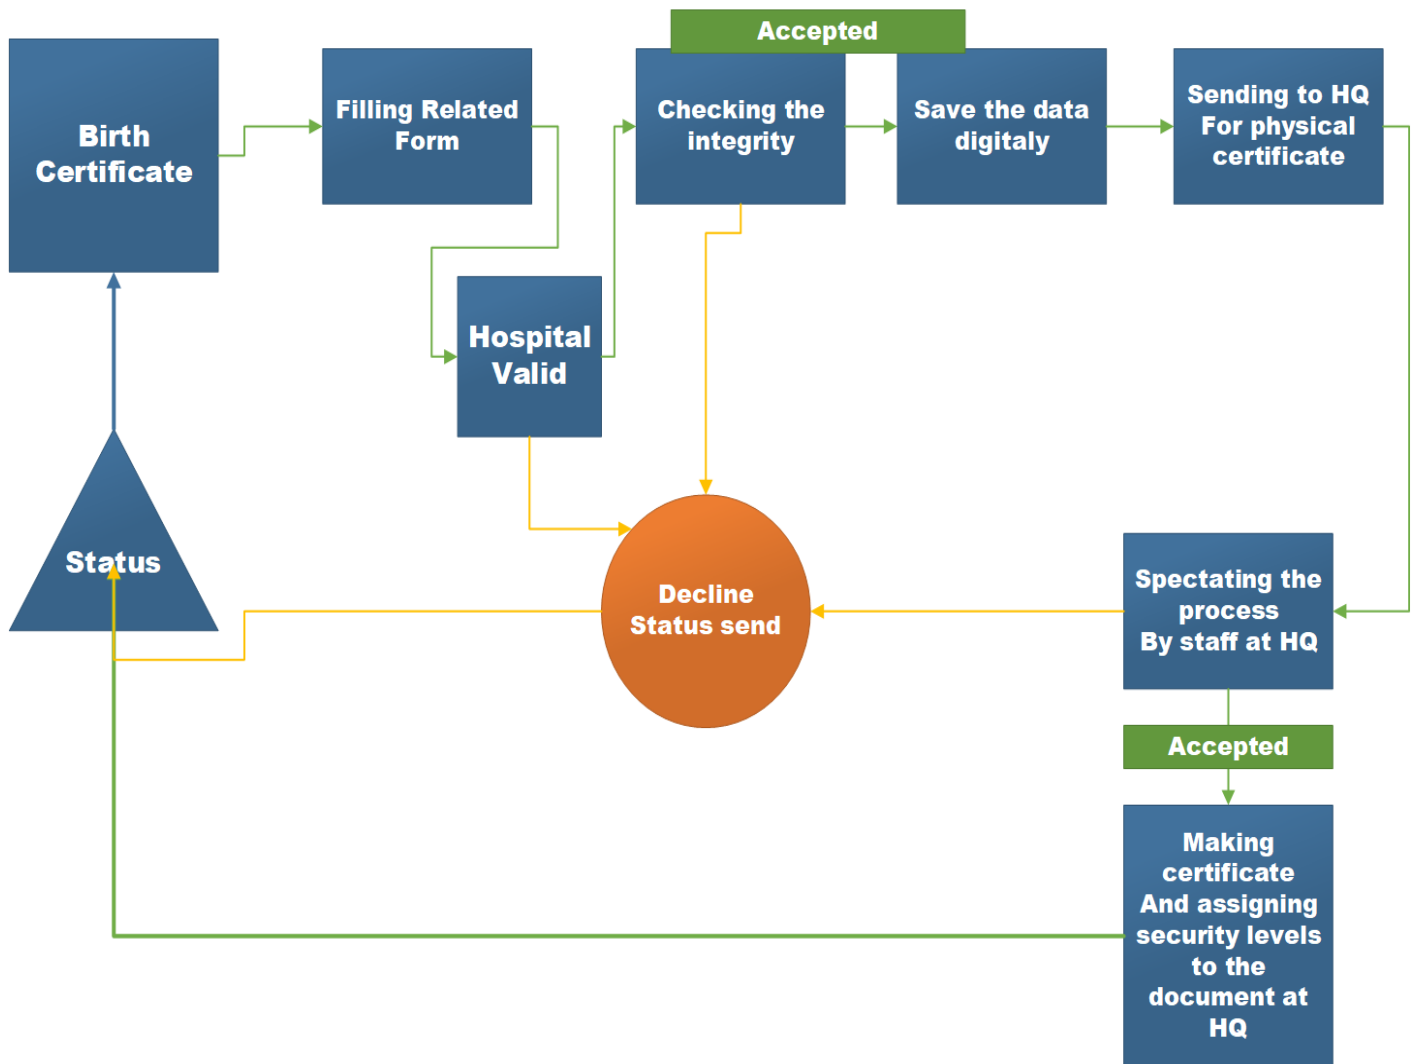 Accepted
Birth
Certificate
Filling Related
Form
Checking the
integrity
Save the data
digitaly
Sending to HQ
For physical
certificate
Hospital
Valid
Status
Decline
Status send
Spectating the
process
By staff at HQ
Accepted
Making
certificate
And assigning
security levels
to the
document at
HQ